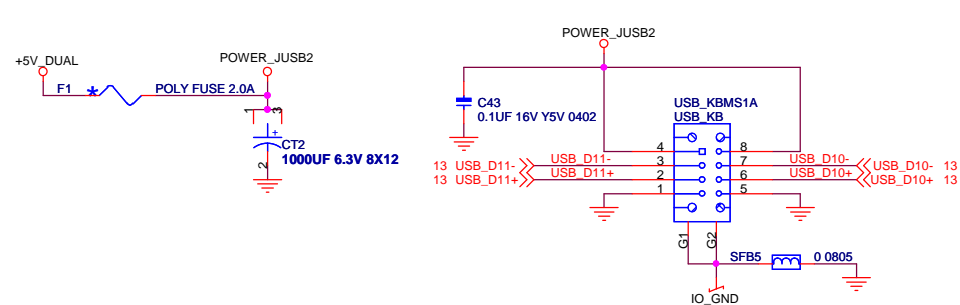 POWER_JUSB2
+5V_DUAL
POWER_JUSB2
F1 * POLY FUSE 2.0A
1 3
CT2
1000UF 6.3V 8X12
2
C43
0.1UF 16V Y5V 0402
USB_KBMS1A
USB_KB
4 8
13 USB_D11- USB_D11- 3 7 USB_D10- USB_D10- 13
13 USB_D11+ USB_D11+ 2 6 USB_D10+ USB_D10+ 13
1 5
G1 G2
SFB5 0 0805
IO_GND